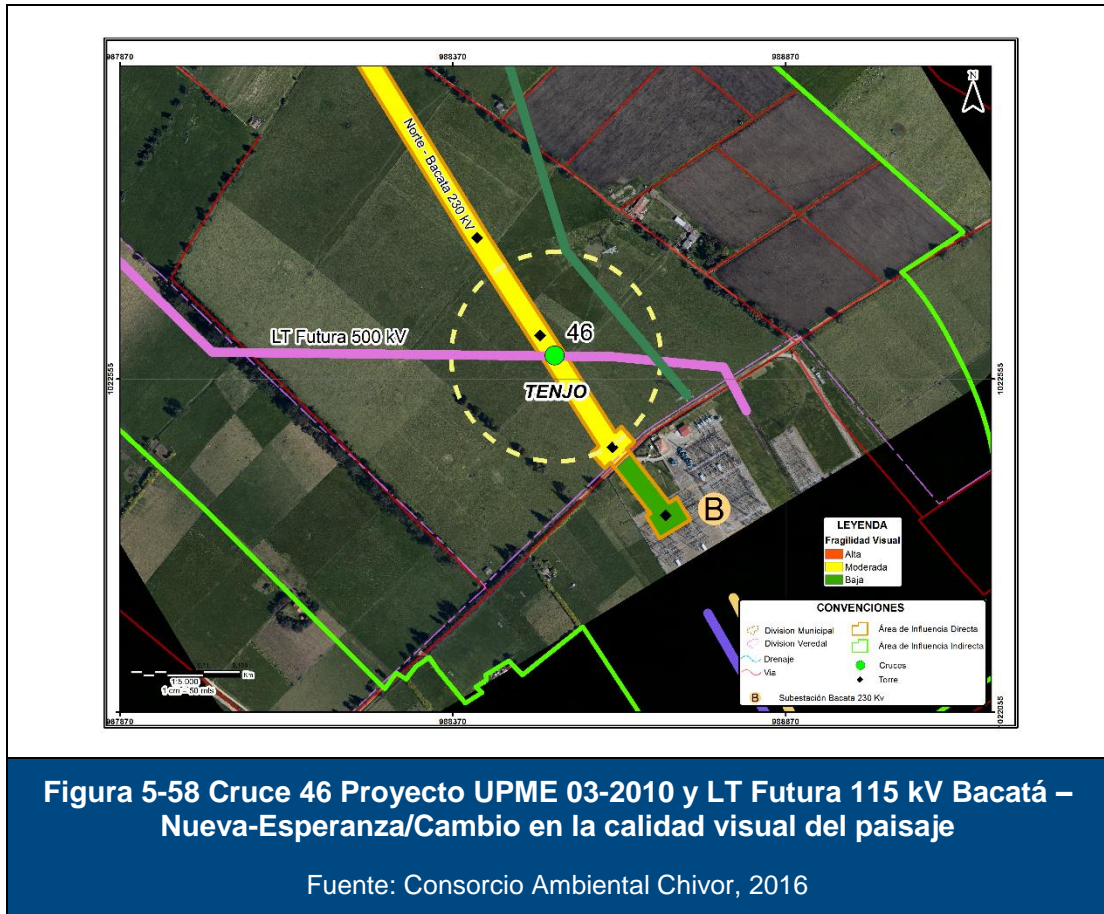 987870
988370
988870
N
Norte - Bacata 230 kV
LT Futura 500 kV
46
TENJO
1022555
1022555
B
LEYENDA
Fragilidad Visual
Alta
Moderada
Baja
CONVENCIONES
Division Municipal
Division Veredal
Drenaje
Via
Área de Influencia Directa
Área de Influencia Indirecta
Cruces
Torre
B Subestación Bacata 230 Kv
Km
1:5.000
1 cm = 50 mts
1022055
987870
988370
988870
Figura 5-58 Cruce 46 Proyecto UPME 03-2010 y LT Futura 115 kV Bacatá –
Nueva-Esperanza/Cambio en la calidad visual del paisaje
Fuente: Consorcio Ambiental Chivor, 2016